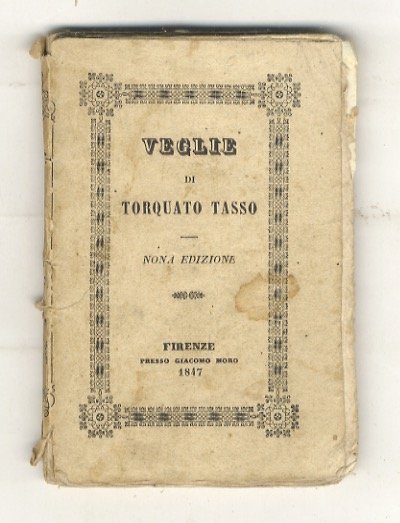 VEGLIE
DI
TORQUATO TASSO
NONA EDIZIONE
FIRENZE
PRESSO GIACOMO MORO
1847